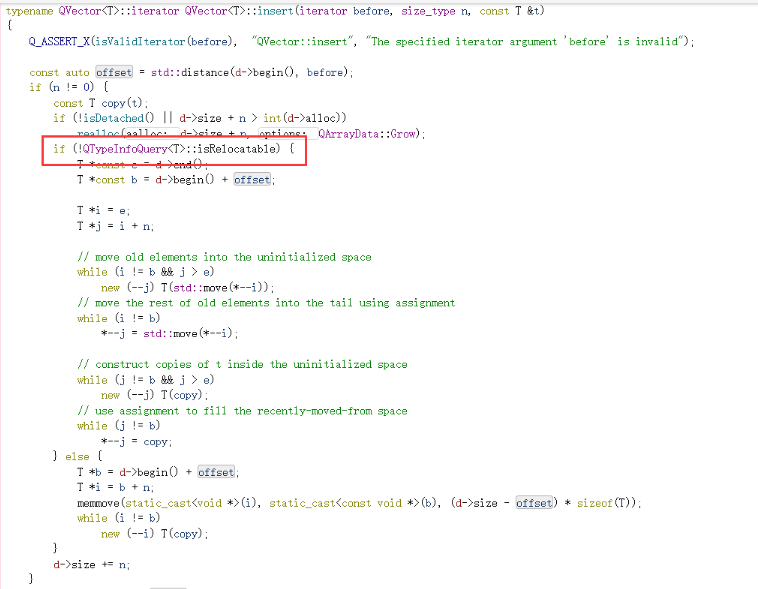 typename QVector<T>::iterator QVector<T>::insert(iterator before, size_type n, const T &t)
{
    Q_ASSERT_X(isValidIterator(before),  "QVector::insert", "The specified iterator argument 'before' is invalid");

    const auto offset = std::distance(d->begin(), before);
    if (n != 0) {
        const T copy(t);
        if (!isDetached() || d->size + n > int(d->alloc))
            realloc(aalloc: d->size + n, options: QArrayData::Grow);
        if (!QTypeInfoQuery<T>::isRelocatable) {
            T *const e = d->end();
            T *const b = d->begin() + offset;

            T *i = e;
            T *j = i + n;

            // move old elements into the uninitialized space
            while (i != b && j > e)
                new (--j) T(std::move(*--i));
            // move the rest of old elements into the tail using assignment
            while (i != b)
                *--j = std::move(*--i);

            // construct copies of t inside the uninitialized space
            while (j != b && j > e)
                new (--j) T(copy);
            // use assignment to fill the recently-moved-from space
            while (j != b)
                *--j = copy;
        } else {
            T *b = d->begin() + offset;
            T *i = b + n;
            memmove(static_cast<void *>(i), static_cast<const void *>(b), (d->size - offset) * sizeof(T));
            while (i != b)
                new (--i) T(copy);
        }
        d->size += n;
    }